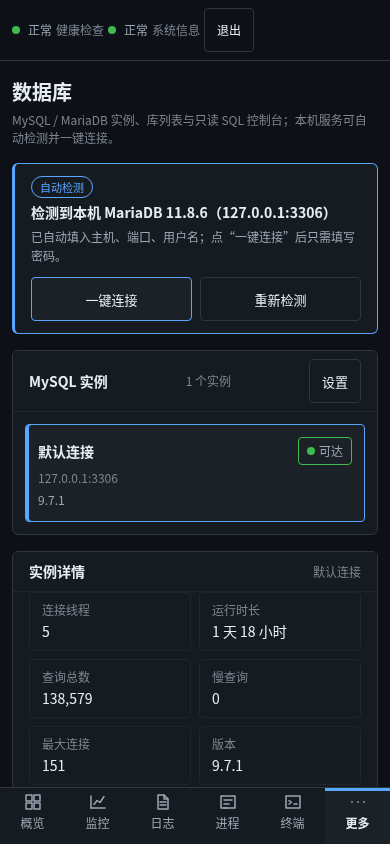 正常 健康检查 正常 系统信息 退出
数据库
MySQL / MariaDB 实例、库列表与只读 SQL 控制台；本机服务可自
动检测并一键连接。
自动检测
检测到本机 MariaDB 11.8.6（127.0.0.1:3306）
已自动填入主机、端口、用户名；点“一键连接”后只需填写
密码。
一键连接 重新检测
MySQL 实例 1 个实例 设置
默认连接 可达
127.0.0.1:3306
9.7.1
实例详情 默认连接
连接线程 运行时长
5 1 天 18 小时
查询总数 慢查询
138,579 0
最大连接 版本
151 9.7.1
概览 监控 日志 进程 终端 更多